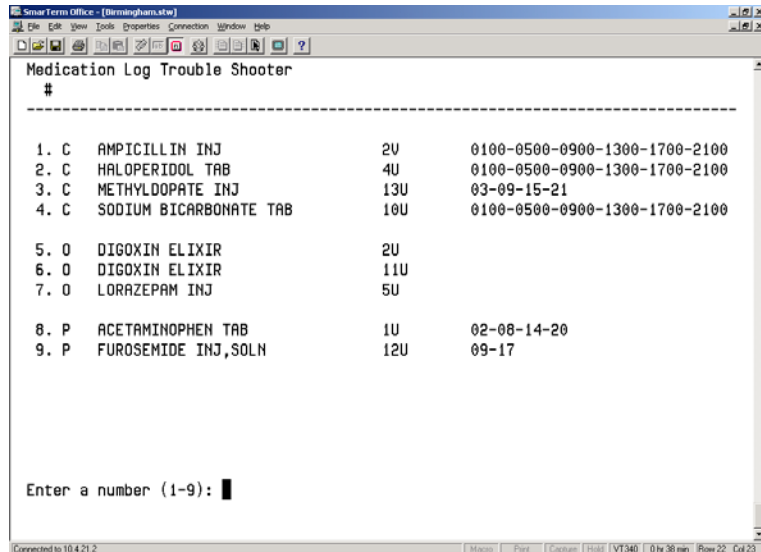 SmarTerm Office - [Birmingham.stw]
File Edit View Tools Properties Connection Window Help
Medication Log Trouble Shooter
#
--------------------------------------------------------------------------------
1. C AMPICILLIN INJ 2V 0100-0500-0900-1300-1700-2100
2. C HALOPERIDOL TAB 4U 0100-0500-0900-1300-1700-2100
3. C METHYLDOPATE INJ 13U 03-09-15-21
4. C SODIUM BICARBONATE TAB 10U 0100-0500-0900-1300-1700-2100
5. O DIGOXIN ELIXIR 2U
6. O DIGOXIN ELIXIR 11U
7. O LORAZEPAM INJ 5U
8. P ACETAMINOPHEN TAB 1U 02-08-14-20
9. P FUROSEMIDE INJ,SOLN 12U 09-17
Enter a number (1-9):
Connected to 10.4.21.2 Macro Print Capture Hold VT340 0 hr 38 min Row 22 Col 23